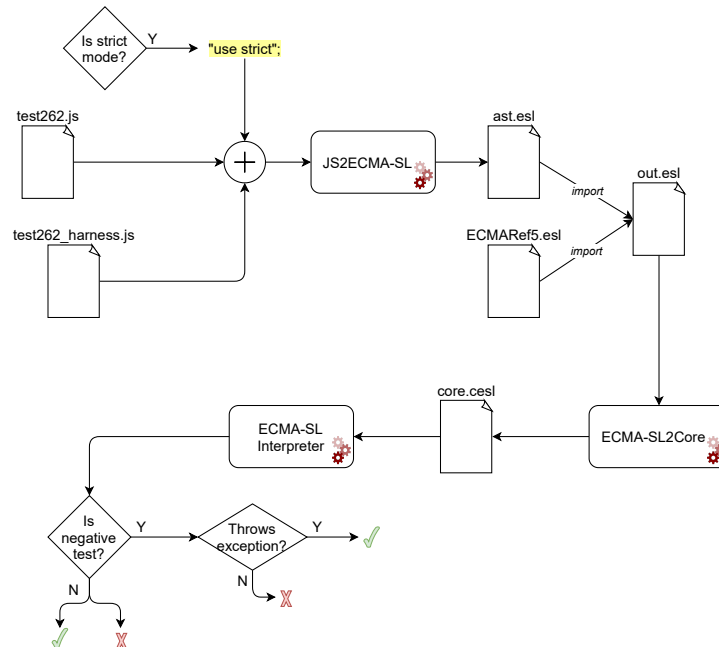 Is strict
mode?
Y
"use strict";
test262.js
JS2ECMA-SL
ast.esl
import
out.esl
test262_harness.js
ECMARef5.esl
import
core.cesl
ECMA-SL
Interpreter
ECMA-SL2Core
Is
negative
test?
Y
Throws
exception?
Y
N
N